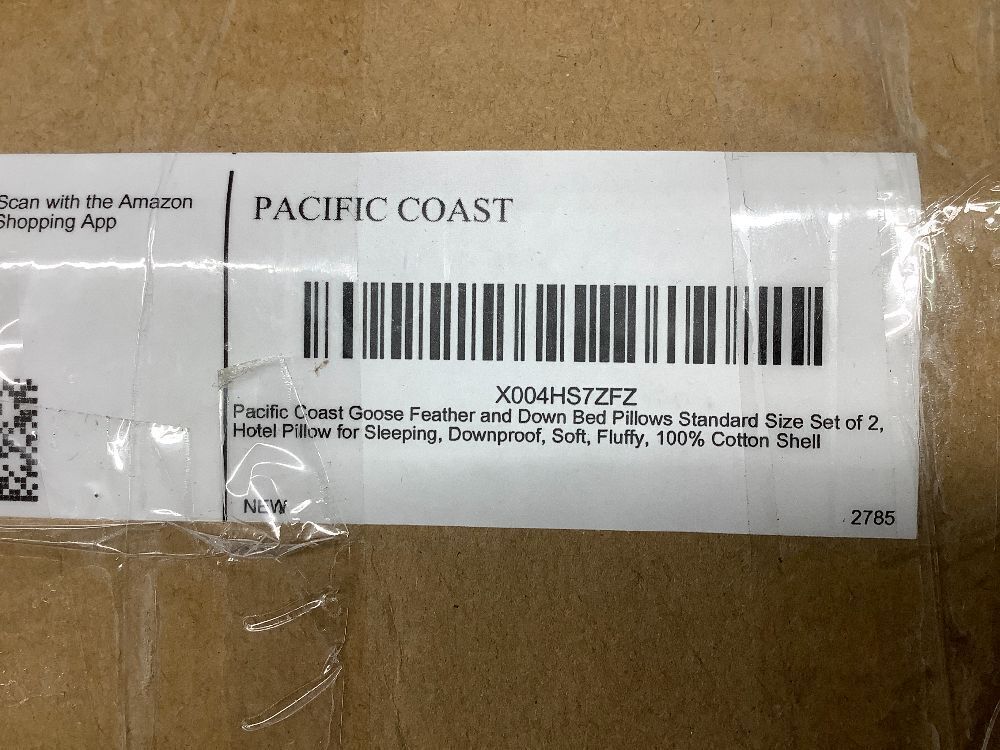 Scan with the Amazon
Shopping App
PACIFIC COAST
X004HS7ZFZ
Pacific Coast Goose Feather and Down Bed Pillows Standard Size Set of 2,
Hotel Pillow for Sleeping, Downproof, Soft, Fluffy, 100% Cotton Shell
NEW
2785